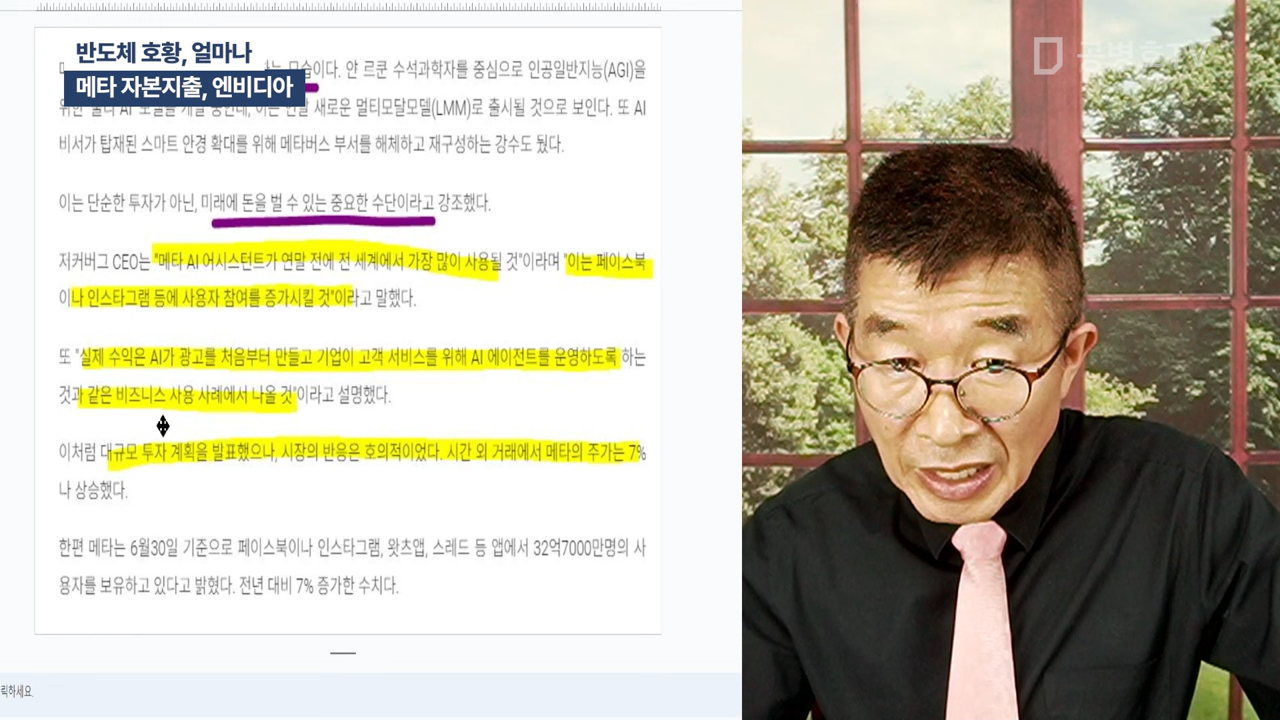 반도체 호황, 얼마나
메타 자본지출, 엔비디아
이다. 얀 르쿤 수석과학자를 중심으로 인공일반지능(AGI)을
새로운 멀티모달모델(LMM)로 출시될 것으로 보인다. 또 AI
비서가 탑재된 스마트 안경 확대를 위해 메타버스 부서를 해체하고 재구성하는 강수도 뒀다.
이는 단순한 투자가 아닌, 미래에 돈을 벌 수 있는 중요한 수단이라고 강조했다.
저커버그 CEO는 "메타 AI 어시스턴트가 연말 전에 전 세계에서 가장 많이 사용될 것"이라며 "이는 페이스북
이나 인스타그램 등에 사용자 참여를 증가시킬 것"이라고 말했다.
또 "실제 수익은 AI가 광고를 처음부터 만들고 기업이 고객 서비스를 위해 AI 에이전트를 운영하도록 하는
것과 같은 비즈니스 사용 사례에서 나올 것"이라고 설명했다.
이처럼 대규모 투자 계획을 발표했으나, 시장의 반응은 호의적이었다. 시간 외 거래에서 메타의 주가는 7%
나 상승했다.
한편 메타는 6월30일 기준으로 페이스북이나 인스타그램, 왓츠앱, 스레드 등 앱에서 32억7000만명의 사
용자를 보유하고 있다고 밝혔다. 전년 대비 7% 증가한 수치다.
릭하세요.